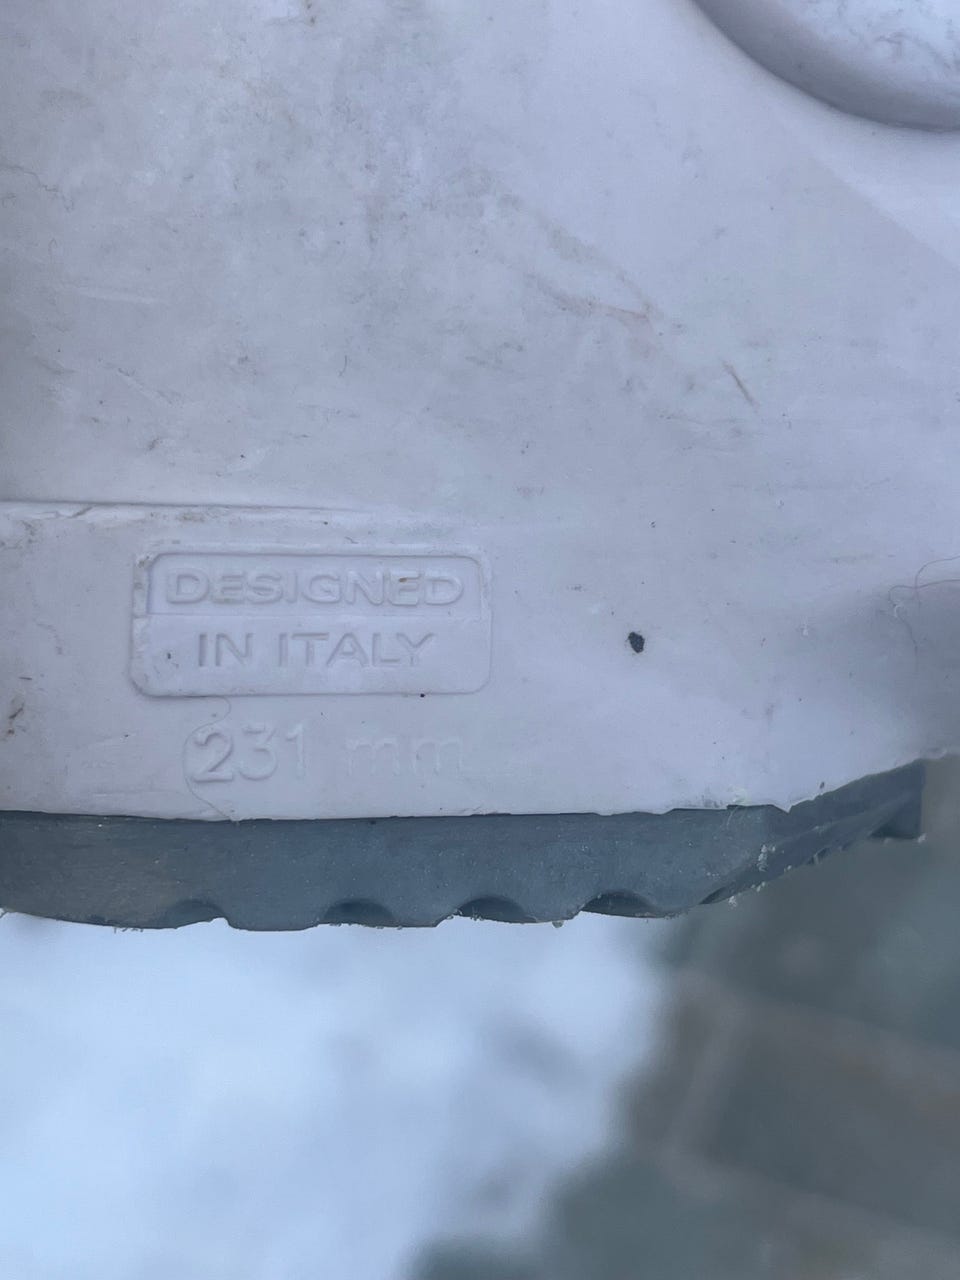 DESIGNED
IN ITALY
231 mm